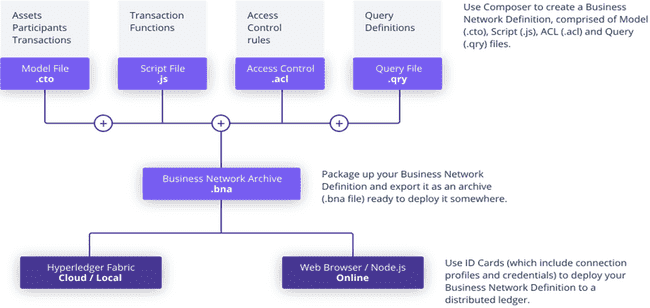 Assets
Participants
Transactions
Transaction
Functions
Access
Control
rules
Query
Definitions
Use Composer to create a Business
Network Definition, comprised of Model
(.cto), Script (.js), ACL (.acl) and Query
(.qry) files.
Model File
.cto
Script File
.js
Access Control
.acl
Query File
.qry
+
+
+
Business Network Archive
.bna
Package up your Business Network
Definition and export it as an archive
(.bna file) ready to deploy it somewhere.
Hyperledger Fabric
Cloud / Local
Web Browser / Node.js
Online
Use ID Cards (which include connection
profiles and credentials) to deploy your
Business Network Definition to a
distributed ledger.